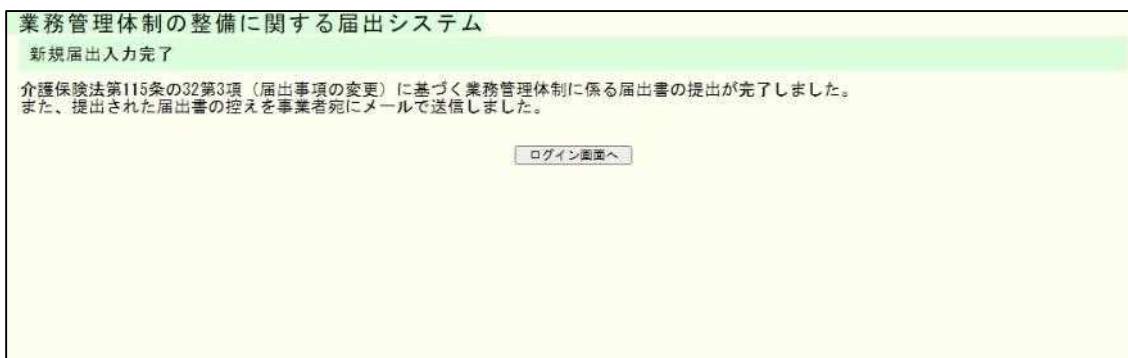 業務管理体制の整備に関する届出システム
新規届出入力完了
介護保険法第115条の32第3項（届出事項の変更）に基づく業務管理体制に係る届出書の提出が完了しました。
また、提出された届出書の控えを事業者宛にメールで送信しました。
ログイン画面へ